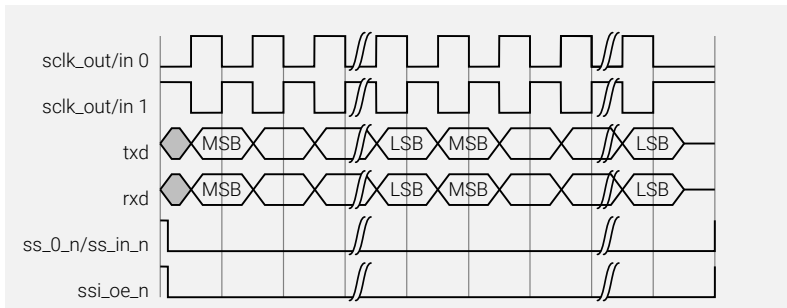 sclk_out/in 0
sclk_out/in 1
txd MSB LSB MSB LSB
rxd MSB LSB MSB LSB
ss_0_n/ss_in_n
ssi_oe_n